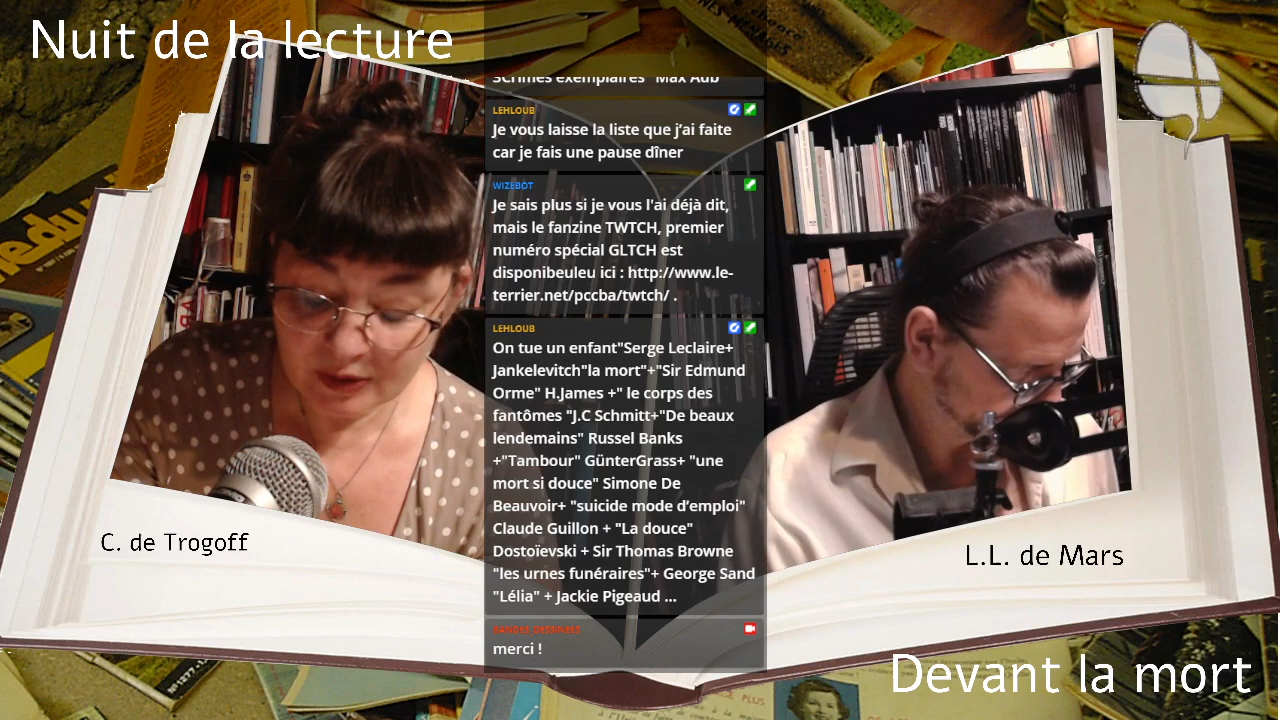 Nuit de la lecture
Scrimes exemplaires" Max Aub
LEHLOUB
Je vous laisse la liste que j'ai faite
car je fais une pause dîner
WIZEBOT
Je sais plus si je vous l'ai déjà dit,
mais le fanzine TWTCH, premier
numéro spécial GLTCH est
disponibeuleu ici : http://www.le-
terrier.net/pccba/twtch/ .
LEHLOUB
On tue un enfant"Serge Leclaire+
Jankelevitch"la mort"+"Sir Edmund
Orme" H.James +" le corps des
fantômes "J.C Schmitt+"De beaux
lendemains" Russel Banks
+"Tambour" GünterGrass+ "une
mort si douce" Simone De
Beauvoir+ "suicide mode d'emploi"
Claude Guillon + "La douce"
Dostoïevski + Sir Thomas Browne
"les urnes funéraires"+ George Sand
"Lélia" + Jackie Pigeaud ...
BANDES_DESSINEES
merci !
C. de Trogoff
L.L. de Mars
Devant la mort